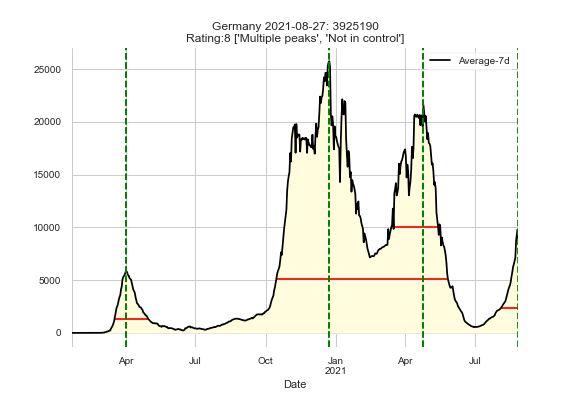 Germany 2021-08-27: 3925190
Rating:8 ['Multiple peaks', 'Not in control']
Average-7d
25000
20000
15000
10000
5000
0
Apr Jul Oct Jan Apr Jul
2021
Date